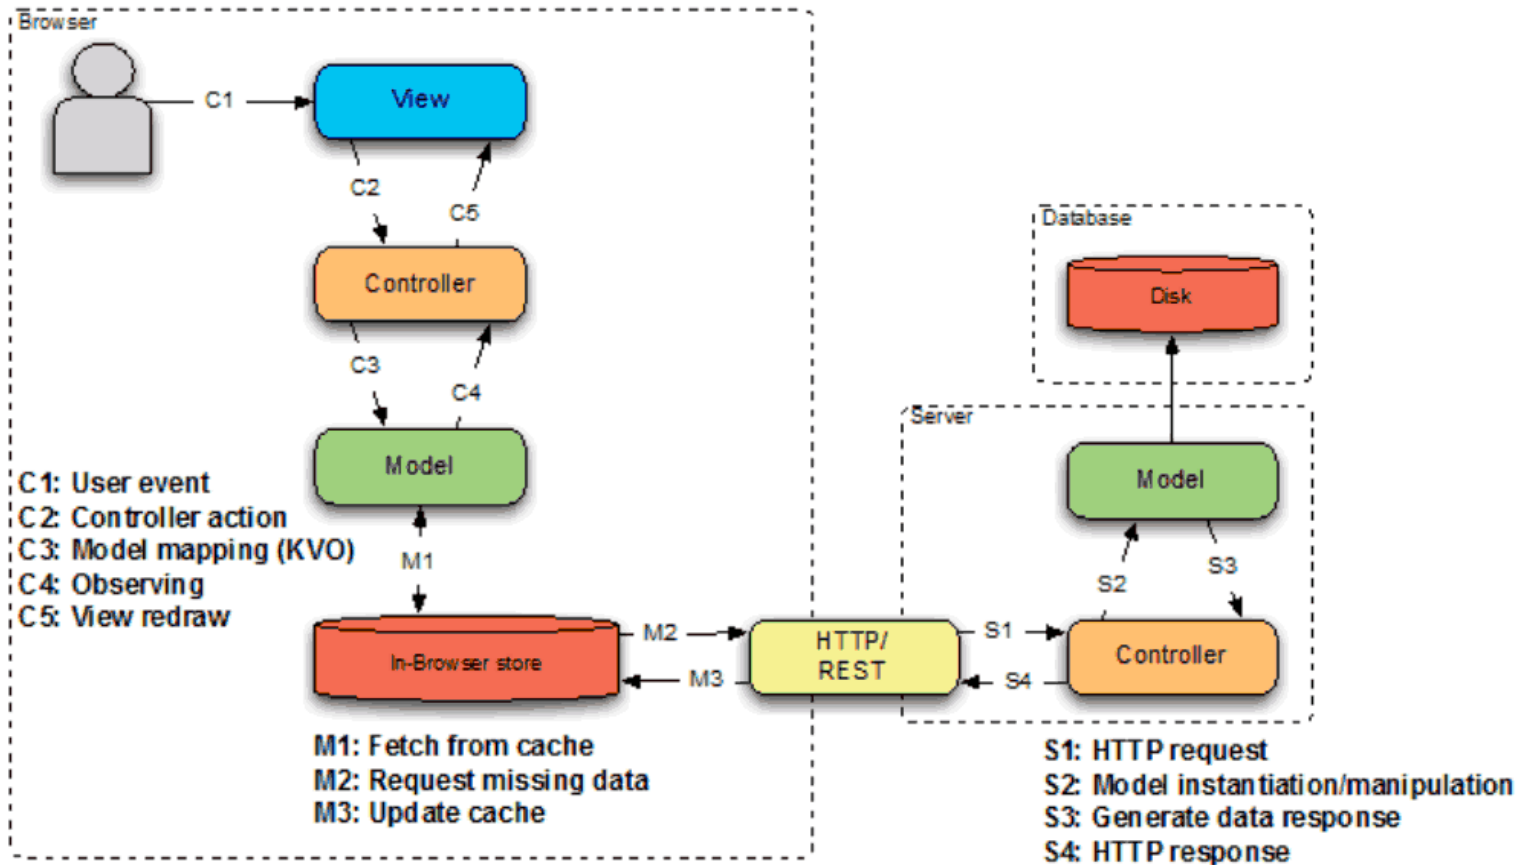 Browser
C1
View
C2
C5
Controller
C3
C4
Model
C1: User event
C2: Controller action
C3: Model mapping (KVO)
C4: Observing
C5: View redraw
M1
In-Browser store
M2
M3
HTTP/
REST
M1: Fetch from cache
M2: Request missing data
M3: Update cache
Database
Disk
Server
Model
S2
S3
S1
S4
Controller
S1: HTTP request
S2: Model instantiation/manipulation
S3: Generate data response
S4: HTTP response